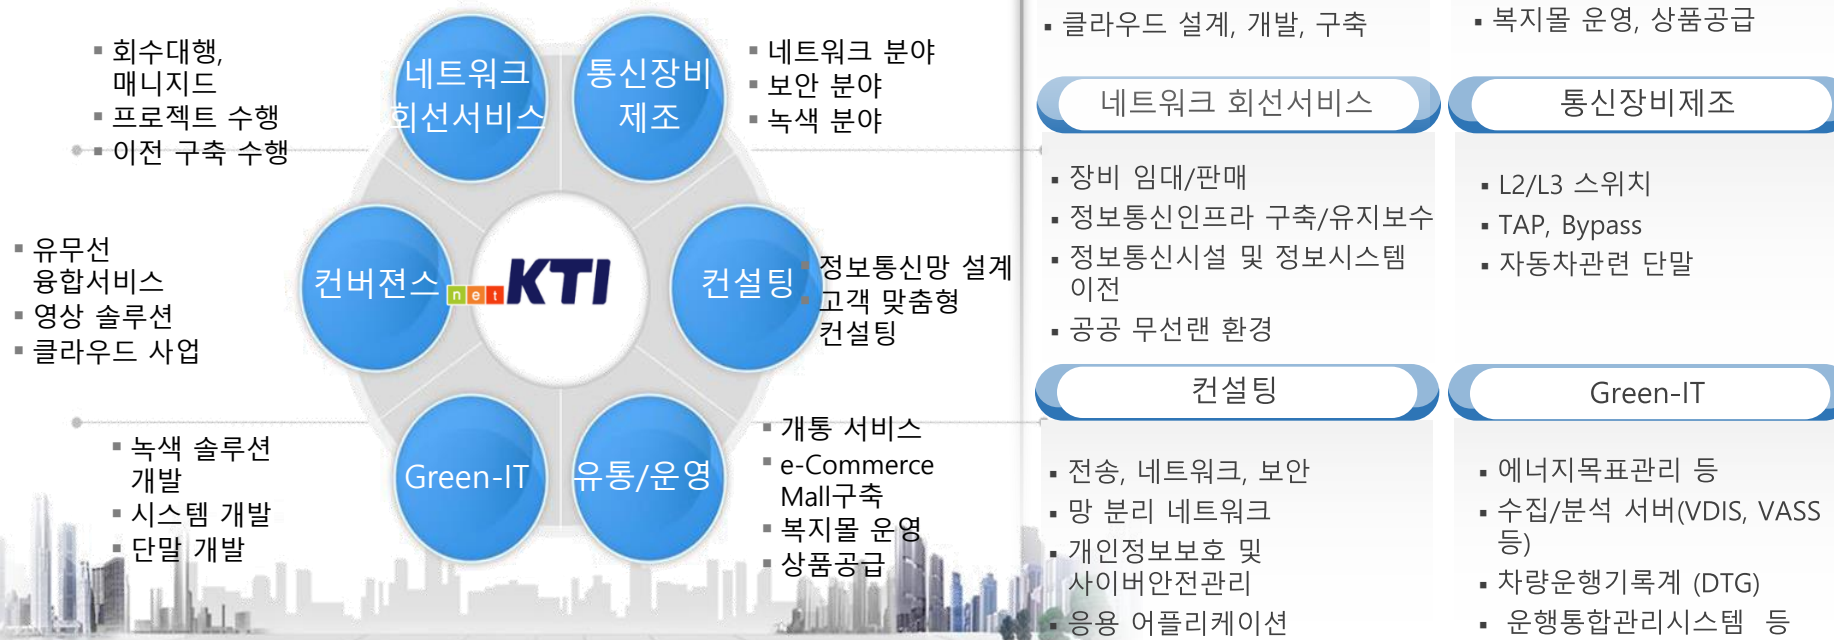 회수대행,
매니지드
프로젝트 수행
이전 구축 수행
네트워크
회선서비스
통신장비
제조
네트워크 분야
보안 분야
녹색 분야
유무선
융합서비스
영상 솔루션
클라우드 사업
컨버젼스
net KTI
컨설팅
정보통신망 설계
고객 맞춤형
컨설팅
녹색 솔루션
개발
시스템 개발
단말 개발
Green-IT
유통/운영
개통 서비스
e-Commerce
Mall구축
복지몰 운영
상품공급
클라우드 설계, 개발, 구축
복지몰 운영, 상품공급
네트워크 회선서비스
장비 임대/판매
정보통신인프라 구축/유지보수
정보통신시설 및 정보시스템
이전
공공 무선랜 환경
통신장비제조
L2/L3 스위치
TAP, Bypass
자동차관련 단말
컨설팅
전송, 네트워크, 보안
망 분리 네트워크
개인정보보호 및
사이버안전관리
응용 어플리케이션
Green-IT
에너지목표관리 등
수집/분석 서버(VDIS, VASS
등)
차량운행기록계 (DTG)
운행통합관리시스템 등